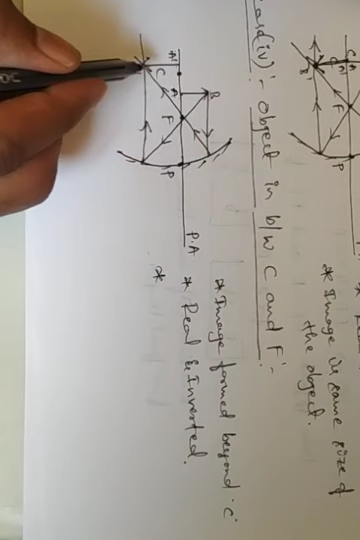 * Image is same size of
the object.
Case(iv):- object in b/w C and F:-
* Image formed beyond 'C'
* Real & Inverted.
*
A'
C
A
B
F
P
P.A
B
C
A
F
P